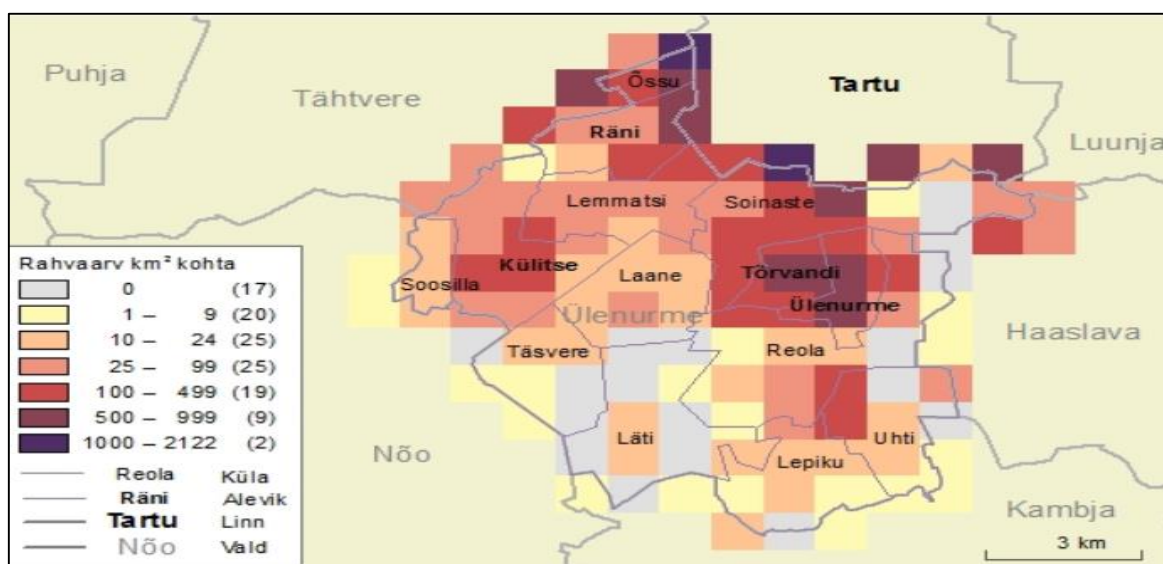 Puhja
Tähtvere
Õssu
Tartu
Räni
Luunja
Lemmatsi
Soinaste
Külitse
Laane
Tõrvandi
Soosilla
Ülenurme
Ülenurme
Haaslava
Täsvere
Reola
Nõo
Läti
Uhti
Lepiku
Kambja
Rahvaarv km² kohta
0 (17)
1 – 9 (20)
10 – 24 (25)
25 – 99 (25)
100 – 499 (19)
500 – 999 (9)
1000 – 2122 (2)
Reola Küla
Räni Alevik
Tartu Linn
Nõo Vald
3 km